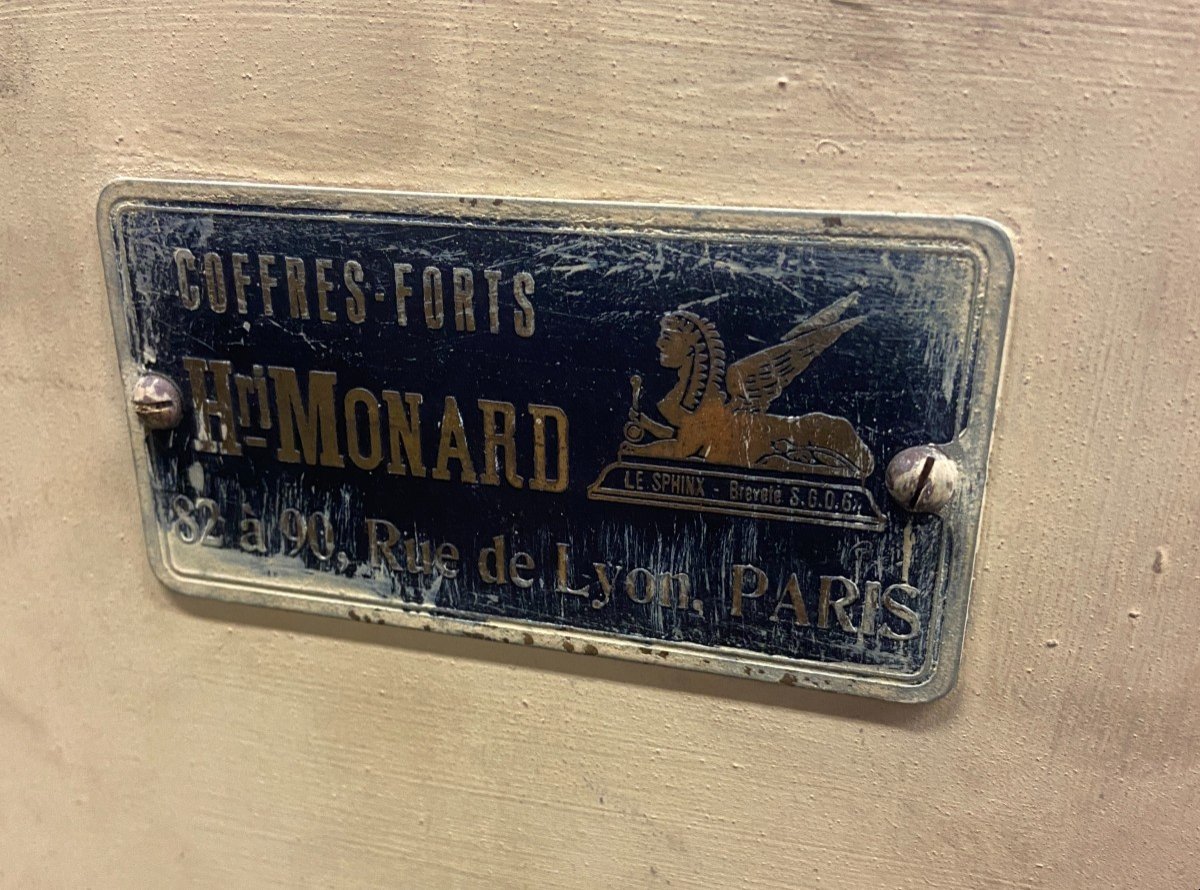 COFFRES-FORTS
Hri MONARD
LE SPHINX - Breveté S.G.D.G.
82 à 90, Rue de Lyon, PARIS